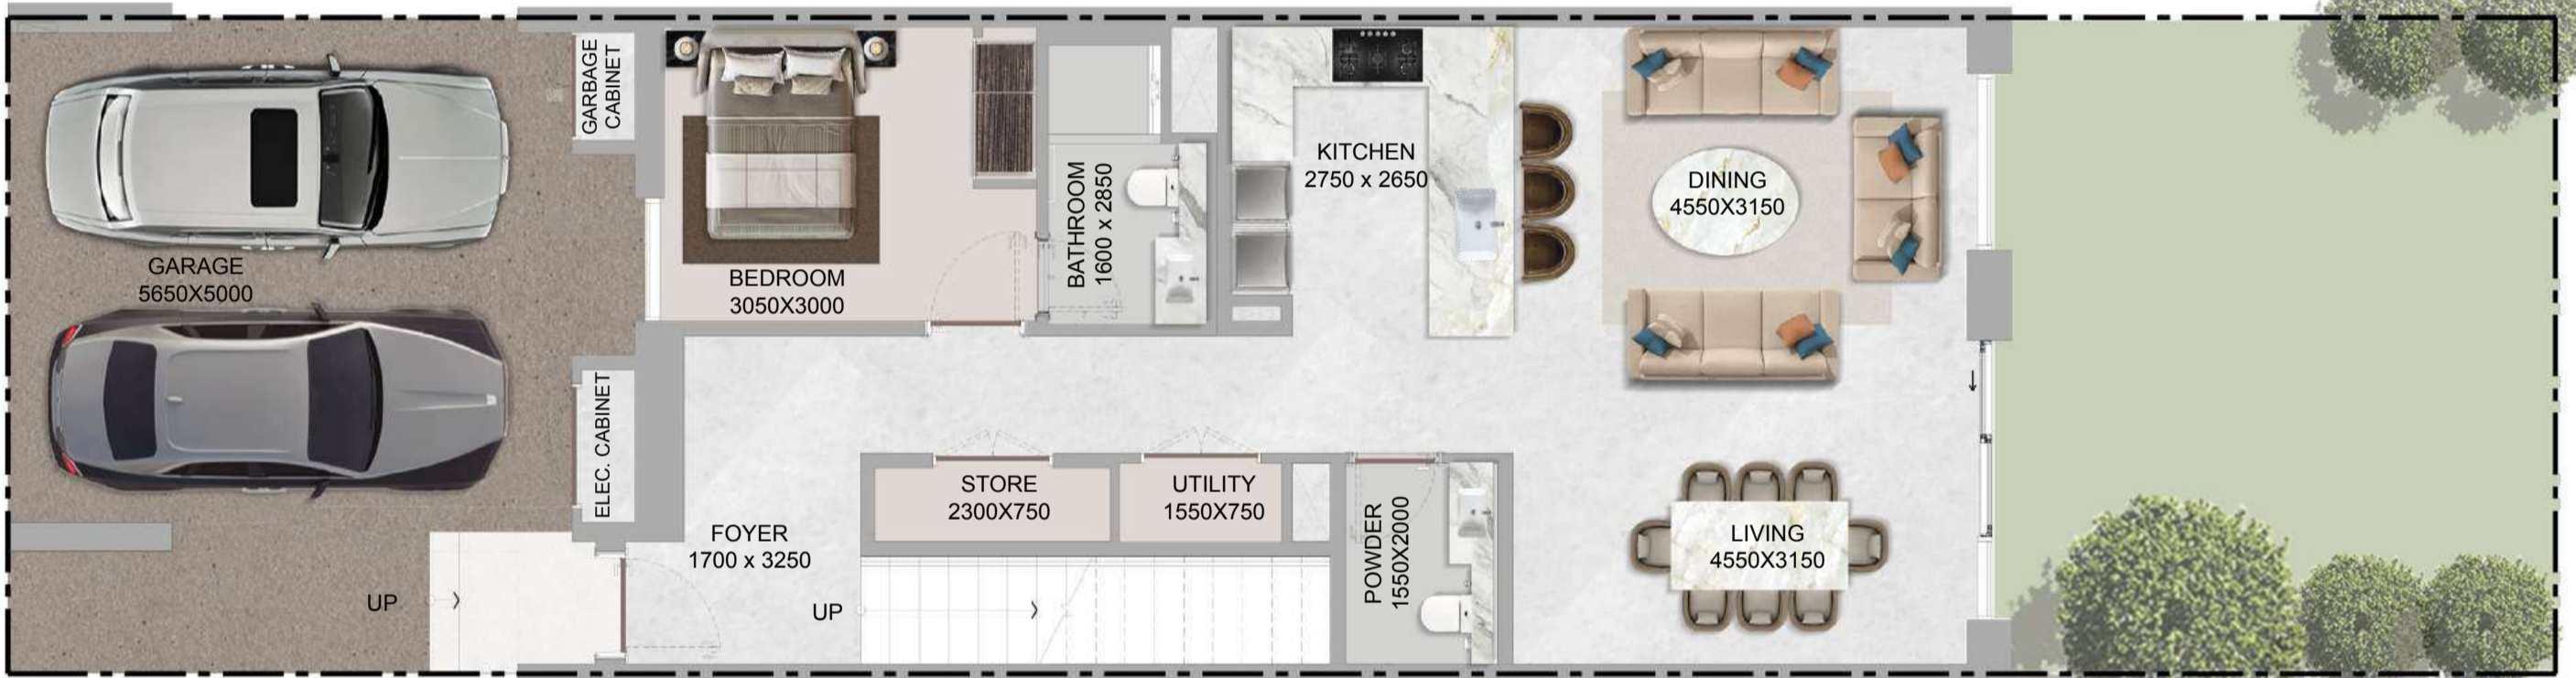 GARAGE
5650X5000
GARBAGE
CABINET
ELEC. CABINET
UP
BEDROOM
3050X3000
BATHROOM
1600 x 2850
KITCHEN
2750 x 2650
DINING
4550X3150
FOYER
1700 x 3250
UP
STORE
2300X750
UTILITY
1550X750
POWDER
1550X2000
LIVING
4550X3150